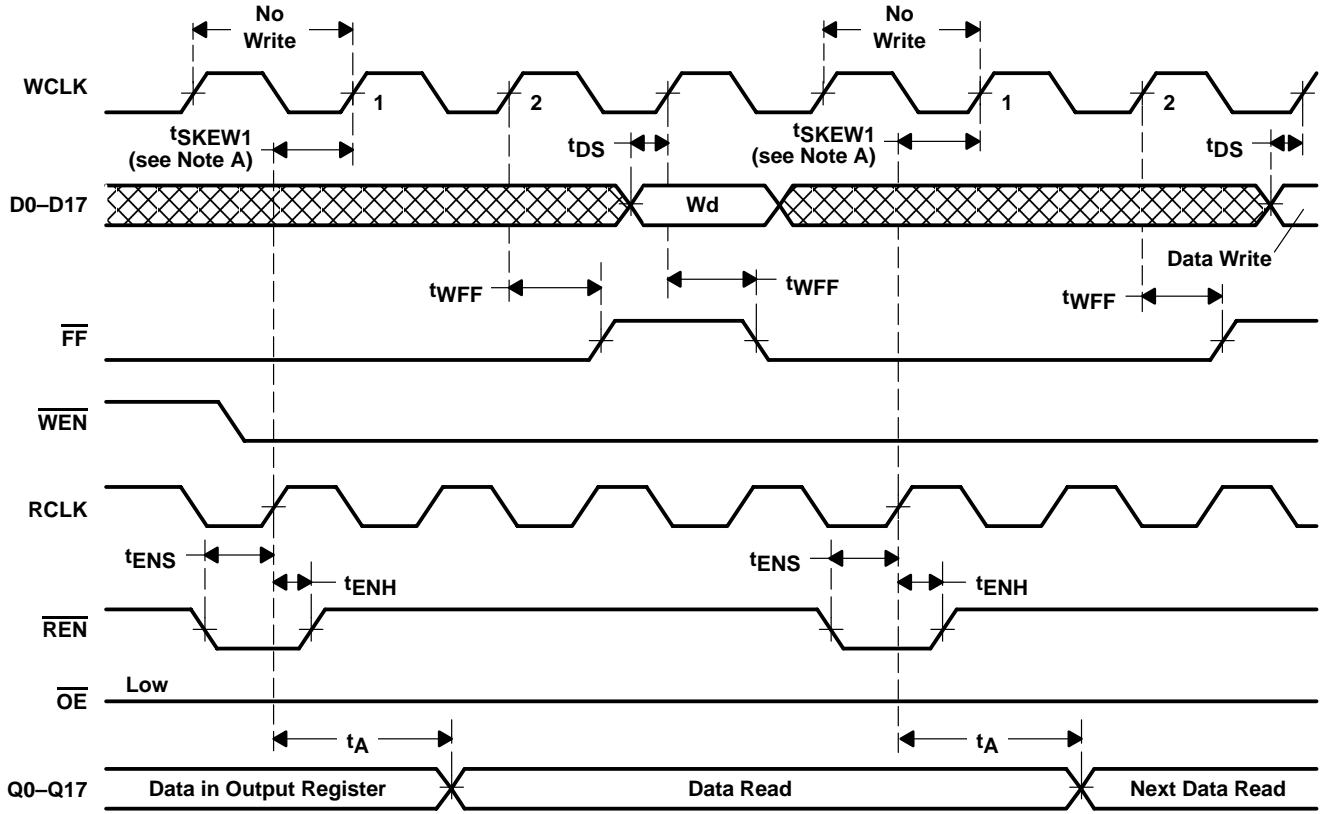 No
Write
No
Write
WCLK
1
2
1
2
tSKEW1
(see Note A)
tDS
tSKEW1
(see Note A)
tDS
D0–D17
Wd
Data Write
tWFF
tWFF
tWFF
FF
WEN
RCLK
tENS
tENH
tENS
tENH
REN
Low
OE
tA
tA
Q0–Q17
Data in Output Register
Data Read
Next Data Read